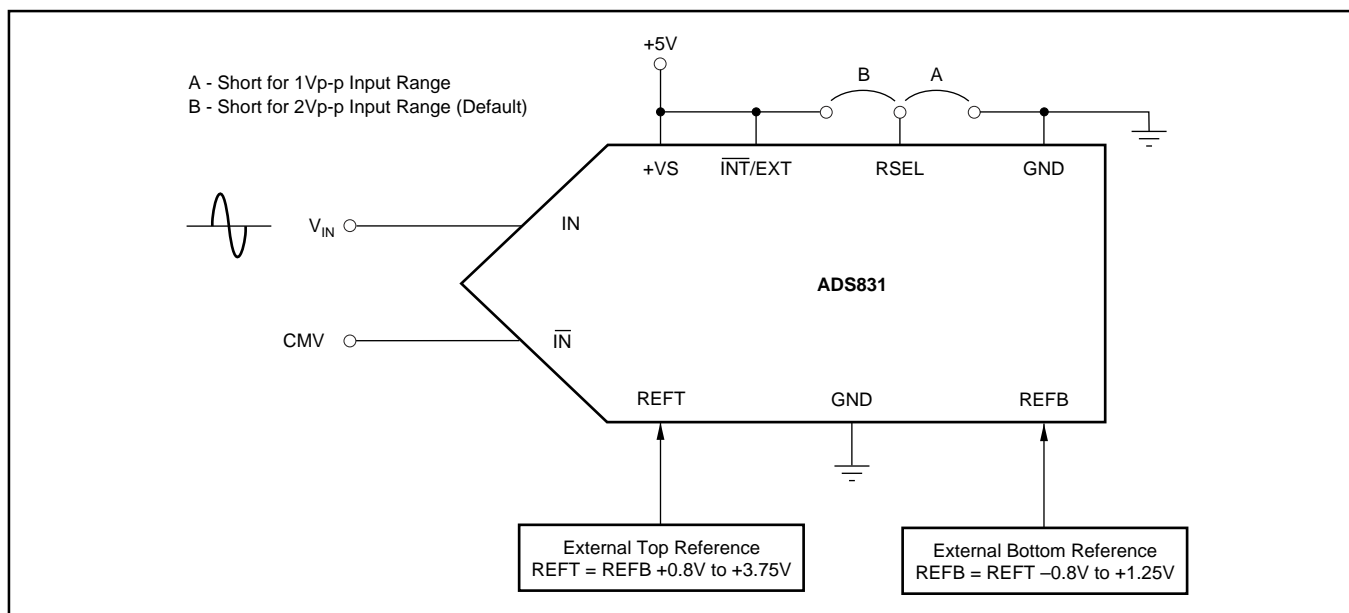 +5V
A - Short for 1Vp-p Input Range
B - Short for 2Vp-p Input Range (Default)
B
A
+VS
I̅N̅T̅/EXT
RSEL
GND
V_IN
IN
ADS831
CMV
I̅N̅
REFT
GND
REFB
External Top Reference
REFT = REFB +0.8V to +3.75V
External Bottom Reference
REFB = REFT –0.8V to +1.25V